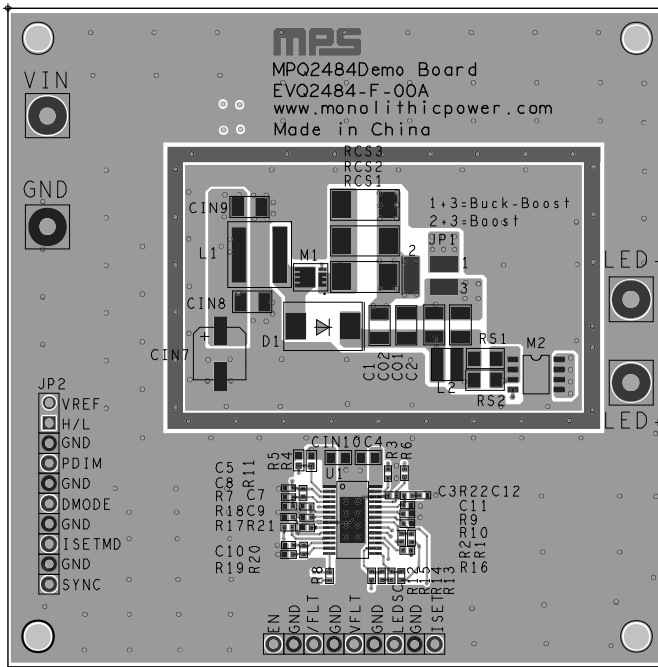 mps
MPQ2484Demo Board
EVQ2484-F-00A
www.monolithicpower.com
Made in China
VIN
GND
RCS3
RCS2
RCS1
1+3=Buck-Boost
2+3=Boost
JP1
CIN9
L1
M1
2
1
3
CIN8
D1
+
CIN7
C1
CO2
CO1
C2
L2
RS1
RS2
M2
LED-
LED+
JP2
VREF
H/L
GND
PDIM
GND
DMODE
GND
ISETMD
GND
SYNC
CIN10
C4
U1
R3
R6
R5
R4
R11
C5
C8
R7
C7
R18
C9
R17
R21
C10
R19
R20
R8
C3
R22
C12
C11
R9
R10
R2
R1
R16
R12
R15
R14
R13
EN
GND
/FLT
GND
VFLT
GND
LEDSC
GND
ISET